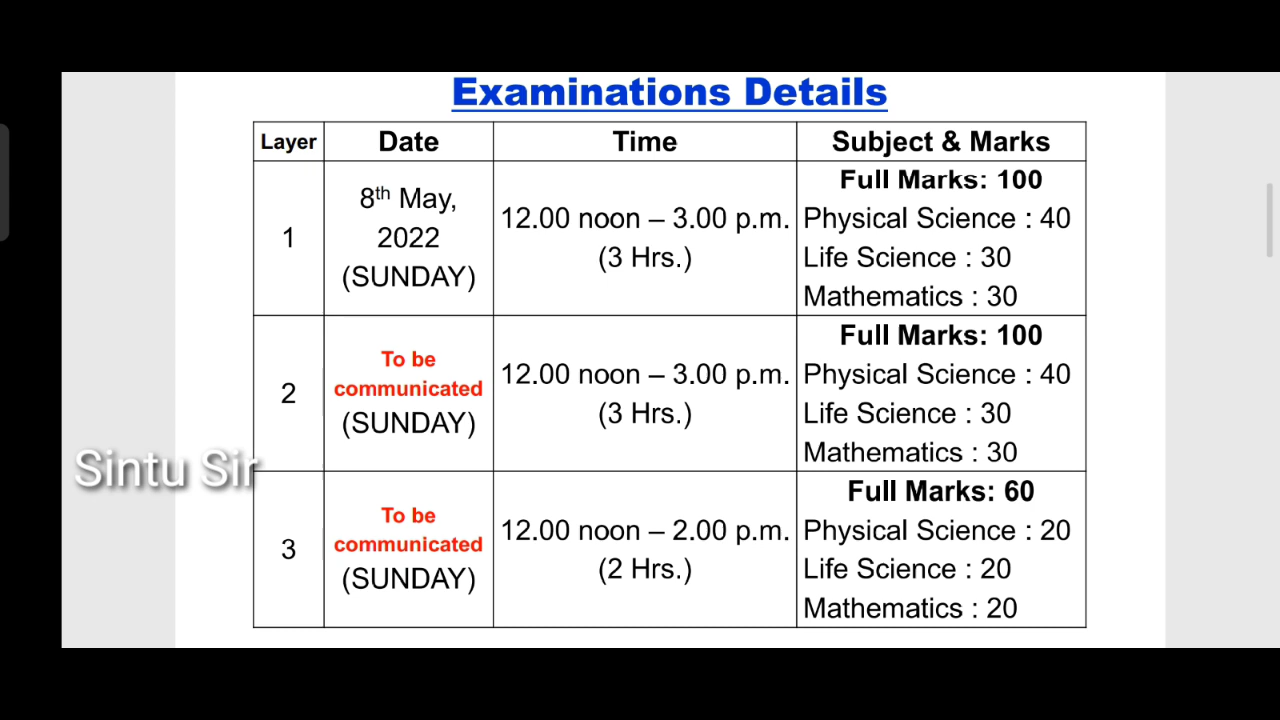 Examinations Details
Layer Date Time Subject & Marks
1
8th May,
2022
(SUNDAY)
12.00 noon – 3.00 p.m.
(3 Hrs.)
Full Marks: 100
Physical Science : 40
Life Science : 30
Mathematics : 30
2
To be
communicated
(SUNDAY)
12.00 noon – 3.00 p.m.
(3 Hrs.)
Full Marks: 100
Physical Science : 40
Life Science : 30
Mathematics : 30
Sintu Sir
3
To be
communicated
(SUNDAY)
12.00 noon – 2.00 p.m.
(2 Hrs.)
Full Marks: 60
Physical Science : 20
Life Science : 20
Mathematics : 20